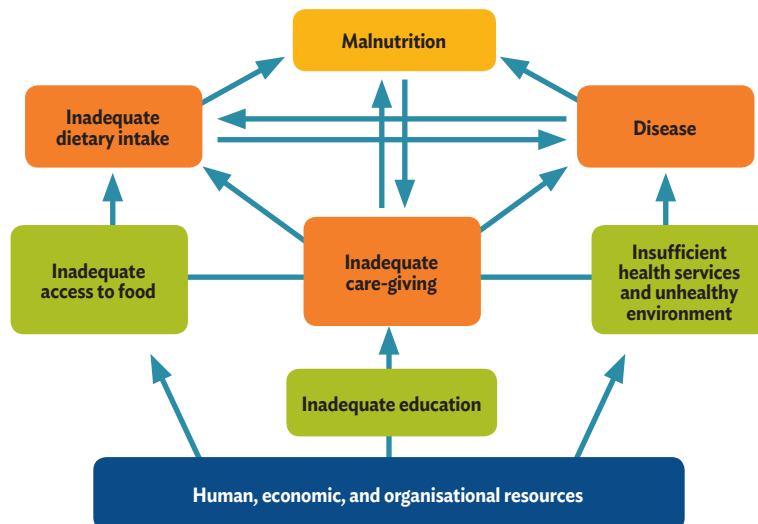 Malnutrition
Inadequate
dietary intake
Disease
Inadequate
access to food
Inadequate
care-giving
Insufficient
health services
and unhealthy
environment
Inadequate education
Human, economic, and organisational resources